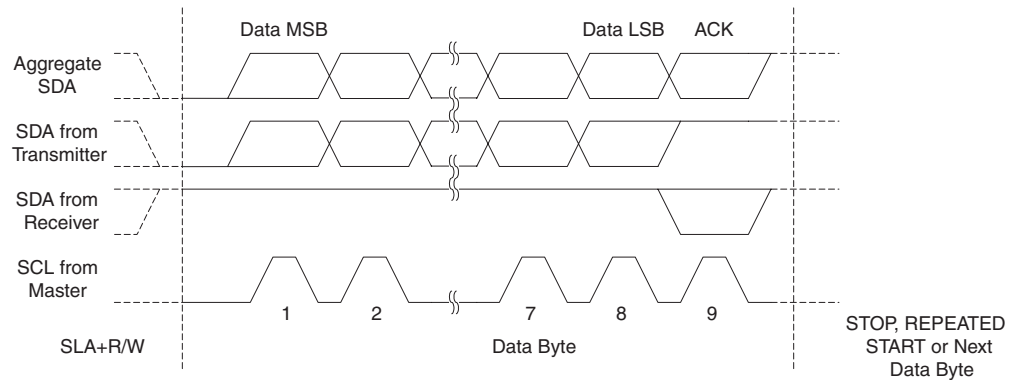 Data MSB
Data LSB
ACK
Aggregate
SDA
SDA from
Transmitter
SDA from
Receiver
SCL from
Master
1
2
7
8
9
SLA+R/W
Data Byte
STOP, REPEATED
START or Next
Data Byte